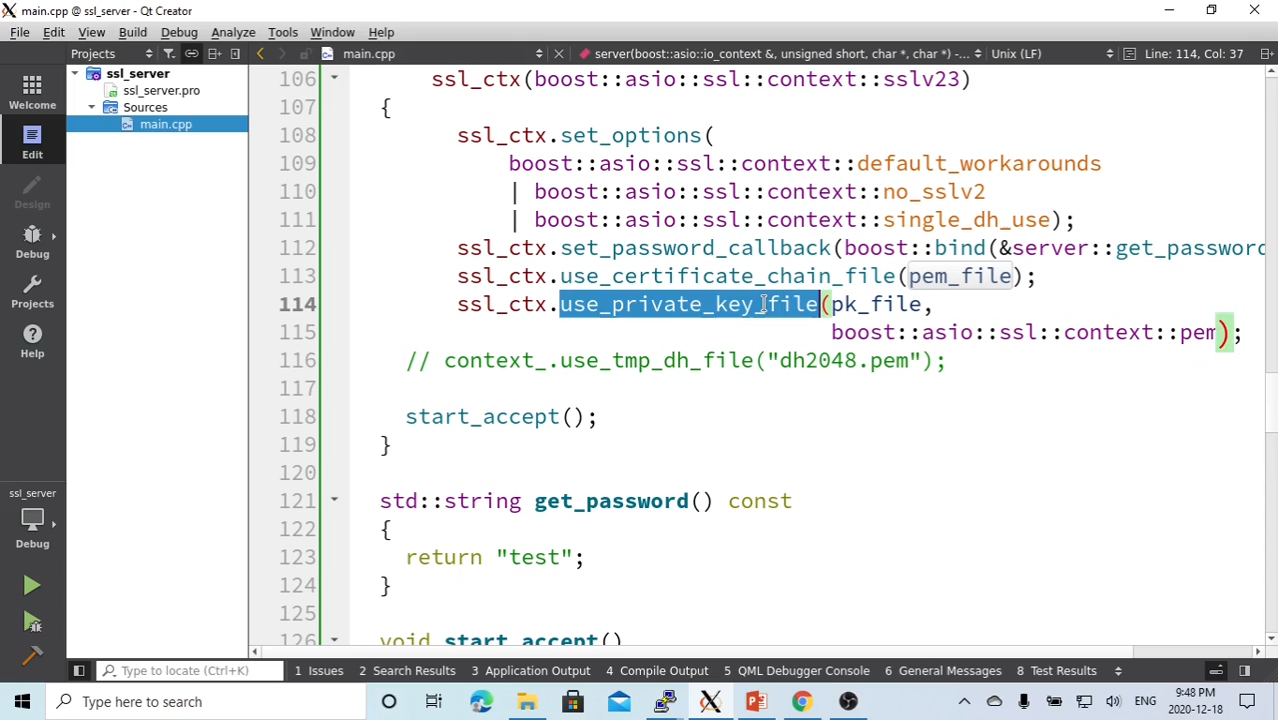 main.cpp @ ssl_server - Qt Creator
File Edit View Build Debug Analyze Tools Window Help
Projects main.cpp server(boost::asio::io_context &, unsigned short, char *, char *) -... Unix (LF) Line: 114, Col: 37
Welcome
Edit
Design
Debug
Projects
Help
ssl_server
Debug
ssl_server
ssl_server.pro
Sources
main.cpp
106 ssl_ctx(boost::asio::ssl::context::sslv23)
107 {
108 ssl_ctx.set_options(
109 boost::asio::ssl::context::default_workarounds
110 | boost::asio::ssl::context::no_sslv2
111 | boost::asio::ssl::context::single_dh_use);
112 ssl_ctx.set_password_callback(boost::bind(&server::get_password
113 ssl_ctx.use_certificate_chain_file(pem_file);
114 ssl_ctx.use_private_key_file(pk_file,
115 boost::asio::ssl::context::pem);
116 // context_.use_tmp_dh_file("dh2048.pem");
117
118 start_accept();
119 }
120
121 std::string get_password() const
122 {
123 return "test";
124 }
125
126 void start_accept()
Type to locate (Ctrl+K) 1 Issues 2 Search Results 3 Application Output 4 Compile Output 5 QML Debugger Console 6 General Messages 8 Test Results
Type here to search ENG 9:48 PM
2020-12-18